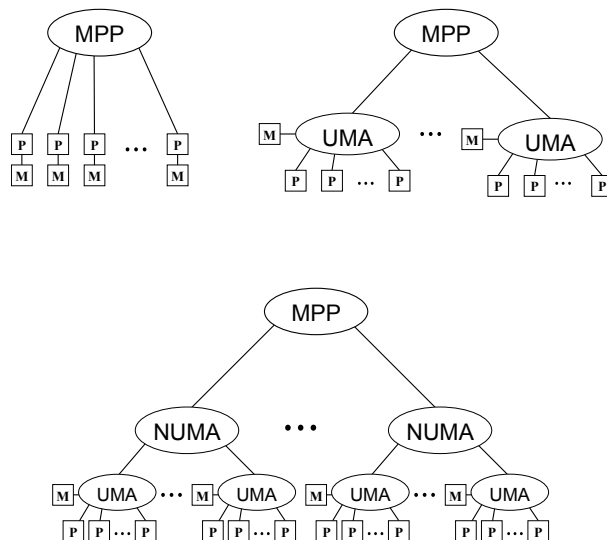 MPP
P P P ... P
M M M M
MPP
M UMA ... M UMA
P P ... P P P ... P
MPP
NUMA ... NUMA
M UMA ... M UMA M UMA ... M UMA
P P ... P P P ... P P P ... P P P ... P